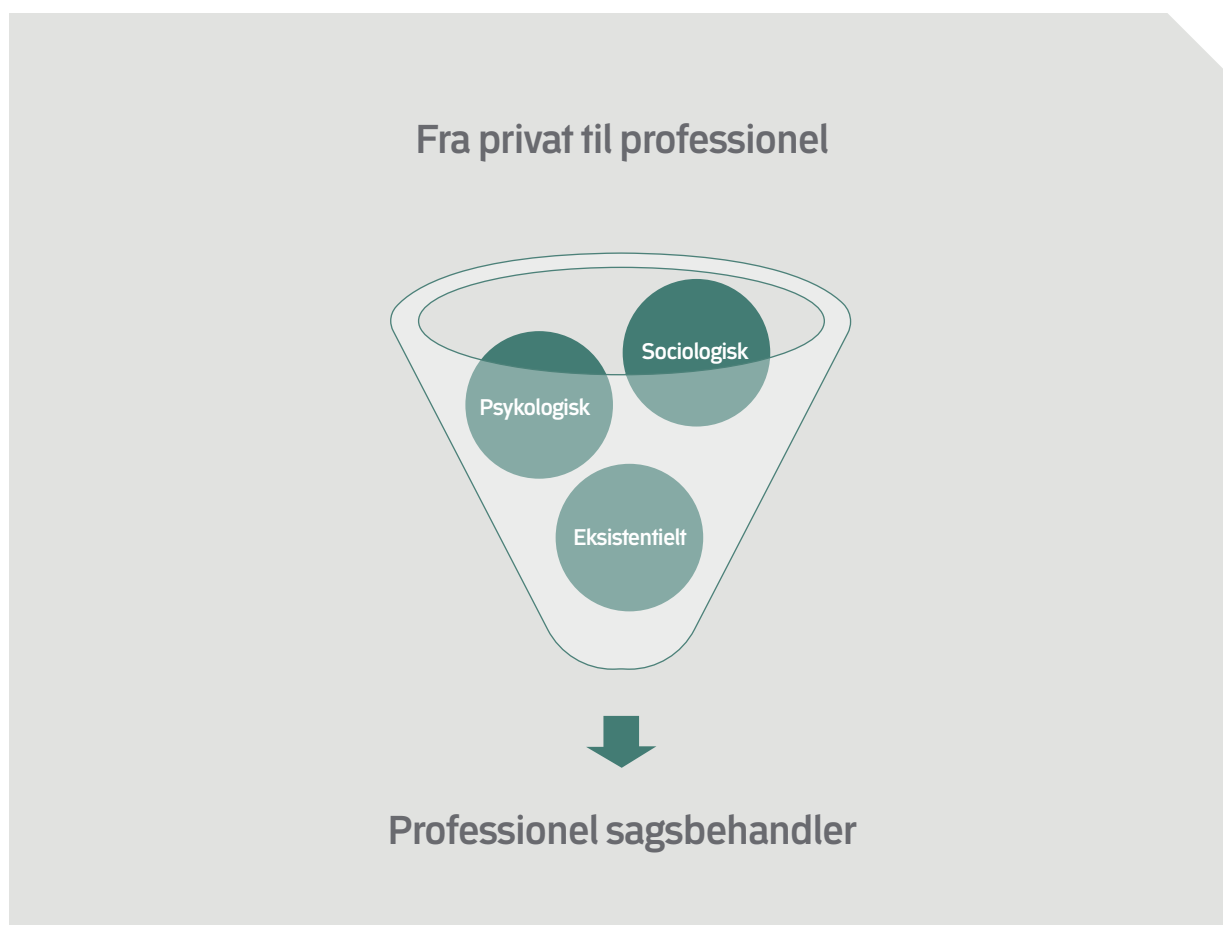 Fra privat til professionel
Sociologisk
Psykologisk
Eksistentielt
Professionel sagsbehandler